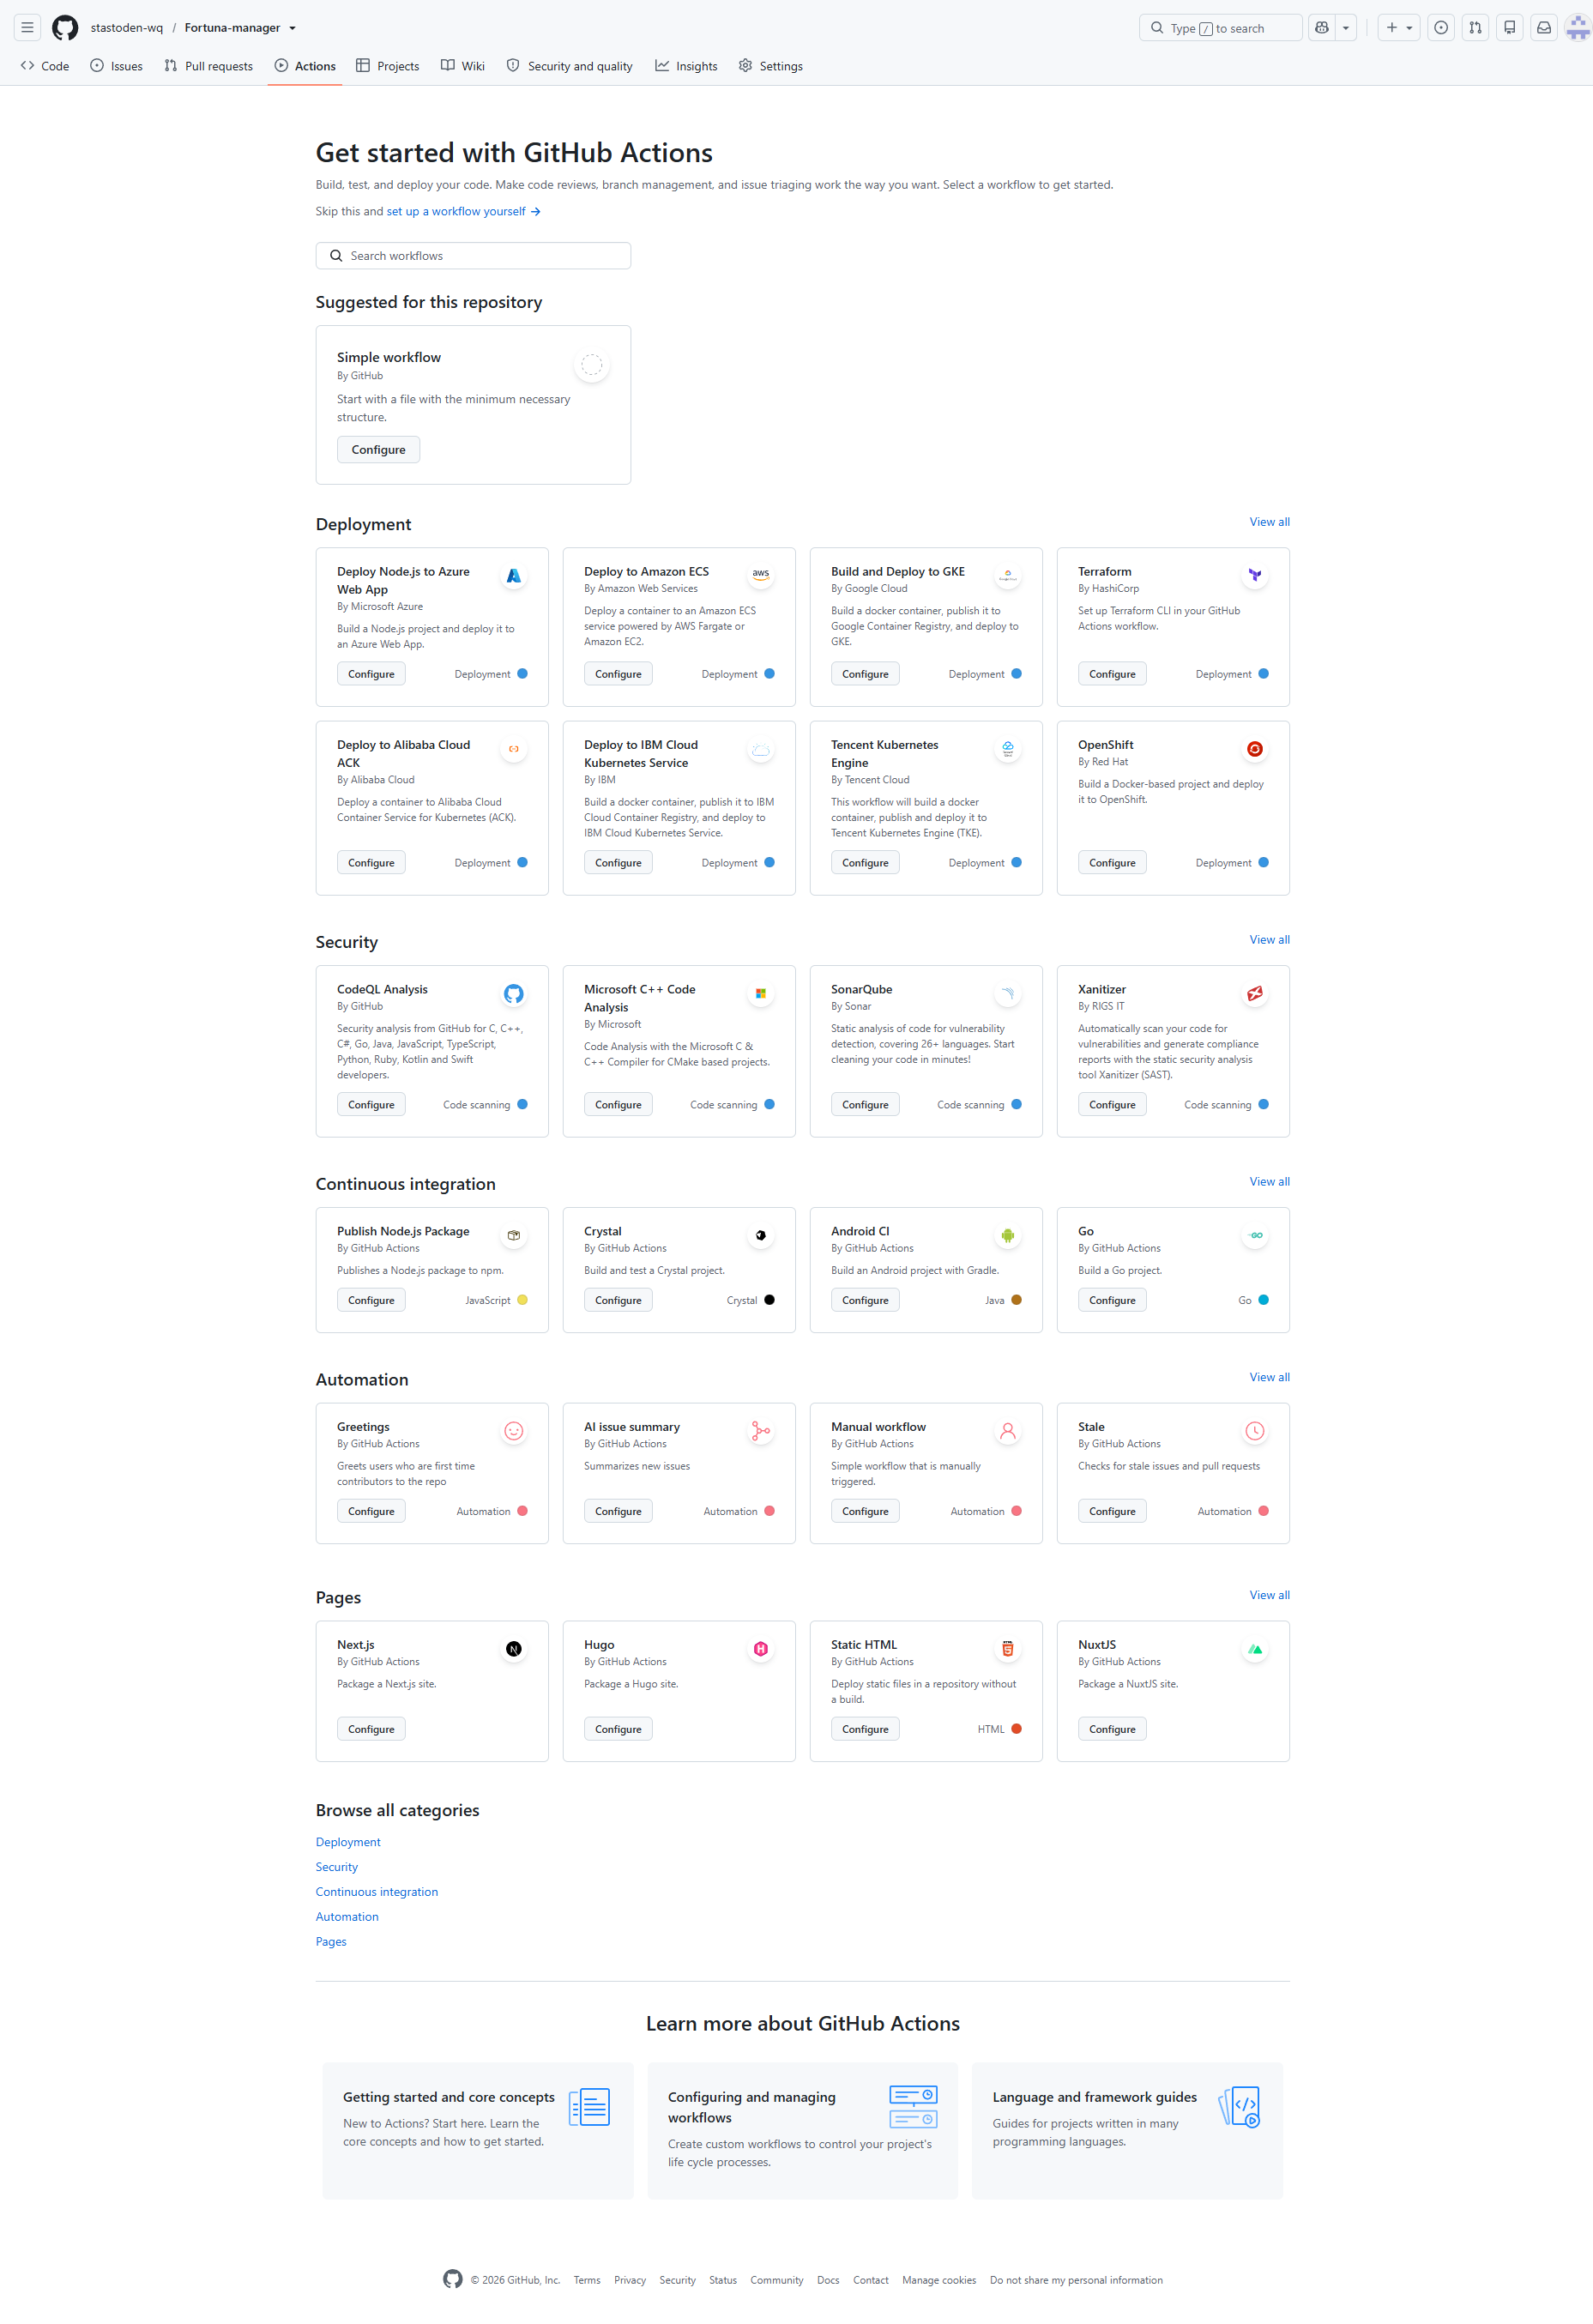 stastoden-wq / Fortuna-manager
Type / to search
Code Issues Pull requests Actions Projects Wiki Security and quality Insights Settings
Get started with GitHub Actions
Build, test, and deploy your code. Make code reviews, branch management, and issue triaging work the way you want. Select a workflow to get started.
Skip this and set up a workflow yourself →
Search workflows
Suggested for this repository
Simple workflow
By GitHub
Start with a file with the minimum necessary
structure.
Configure
Deployment
View all
Deploy Node.js to Azure
Web App
By Microsoft Azure
Build a Node.js project and deploy it to
an Azure Web App.
Configure
Deployment
Deploy to Amazon ECS
By Amazon Web Services
Deploy a container to an Amazon ECS
service powered by AWS Fargate or
Amazon EC2.
Configure
Deployment
aws
Build and Deploy to GKE
By Google Cloud
Build a docker container, publish it to
Google Container Registry, and deploy to
GKE.
Configure
Deployment
Terraform
By HashiCorp
Set up Terraform CLI in your GitHub
Actions workflow.
Configure
Deployment
Deploy to Alibaba Cloud
ACK
By Alibaba Cloud
Deploy a container to Alibaba Cloud
Container Service for Kubernetes (ACK).
Configure
Deployment
Deploy to IBM Cloud
Kubernetes Service
By IBM
Build a docker container, publish it to IBM
Cloud Container Registry, and deploy to
IBM Cloud Kubernetes Service.
Configure
Deployment
Tencent Kubernetes
Engine
By Tencent Cloud
This workflow will build a docker
container, publish and deploy it to
Tencent Kubernetes Engine (TKE).
Configure
Deployment
OpenShift
By Red Hat
Build a Docker-based project and deploy
it to OpenShift.
Configure
Deployment
Security
View all
CodeQL Analysis
By GitHub
Security analysis from GitHub for C, C++,
C#, Go, Java, JavaScript, TypeScript,
Python, Ruby, Kotlin and Swift
developers.
Configure
Code scanning
Microsoft C++ Code
Analysis
By Microsoft
Code Analysis with the Microsoft C &
C++ Compiler for CMake based projects.
Configure
Code scanning
SonarQube
By Sonar
Static analysis of code for vulnerability
detection, covering 26+ languages. Start
cleaning your code in minutes!
Configure
Code scanning
Xanitizer
By RIGS IT
Automatically scan your code for
vulnerabilities and generate compliance
reports with the static security analysis
tool Xanitizer (SAST).
Configure
Code scanning
Continuous integration
View all
Publish Node.js Package
By GitHub Actions
Publishes a Node.js package to npm.
Configure
JavaScript
Crystal
By GitHub Actions
Build and test a Crystal project.
Configure
Crystal
Android CI
By GitHub Actions
Build an Android project with Gradle.
Configure
Java
Go
By GitHub Actions
Build a Go project.
Configure
Go
GO
Automation
View all
Greetings
By GitHub Actions
Greets users who are first time
contributors to the repo
Configure
Automation
AI issue summary
By GitHub Actions
Summarizes new issues
Configure
Automation
Manual workflow
By GitHub Actions
Simple workflow that is manually
triggered.
Configure
Automation
Stale
By GitHub Actions
Checks for stale issues and pull requests
Configure
Automation
Pages
View all
Next.js
By GitHub Actions
Package a Next.js site.
Configure
Hugo
By GitHub Actions
Package a Hugo site.
Configure
Static HTML
By GitHub Actions
Deploy static files in a repository without
a build.
Configure
HTML
NuxtJS
By GitHub Actions
Package a NuxtJS site.
Configure
Browse all categories
Deployment
Security
Continuous integration
Automation
Pages
Learn more about GitHub Actions
Getting started and core concepts
New to Actions? Start here. Learn the
core concepts and how to get started.
Configuring and managing
workflows
Create custom workflows to control your project's
life cycle processes.
Language and framework guides
Guides for projects written in many
programming languages.
© 2026 GitHub, Inc. Terms Privacy Security Status Community Docs Contact Manage cookies Do not share my personal information